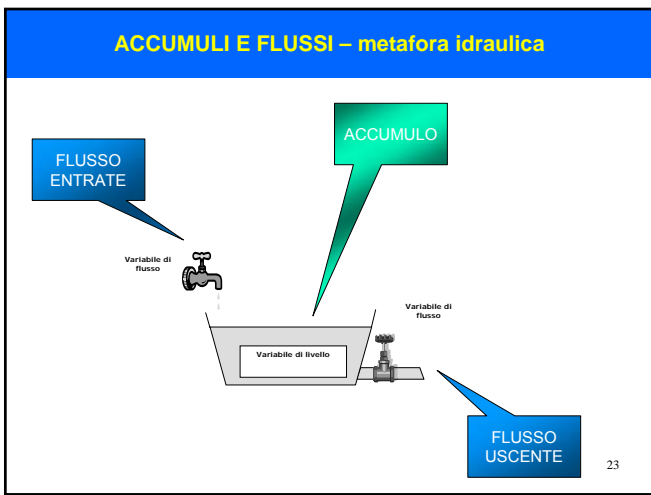 ACCUMULI E FLUSSI – metafora idraulica
ACCUMULO
FLUSSO
ENTRATE
Variabile di
flusso
Variabile di
flusso
Variabile di livello
FLUSSO
USCENTE
23